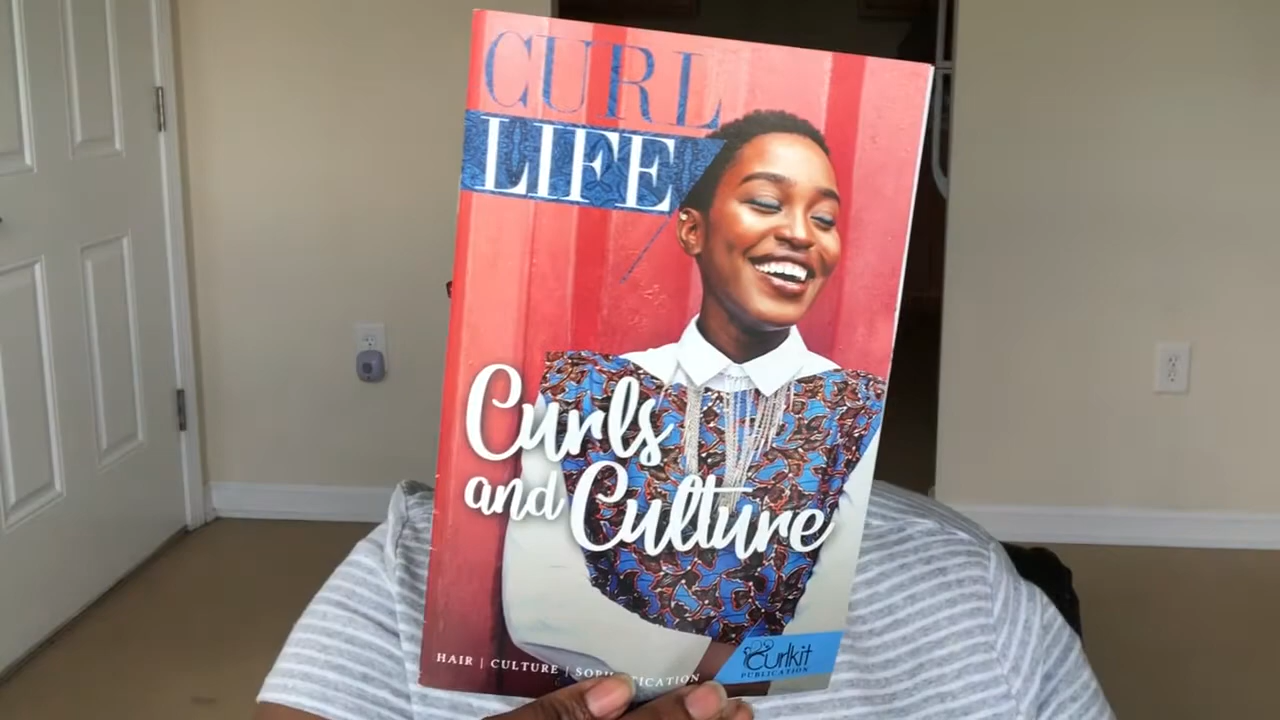 CURL
LIFE
Curls
and Culture
HAIR | CULTURE | SOPHISTICATION
curlkit
PUBLICATION